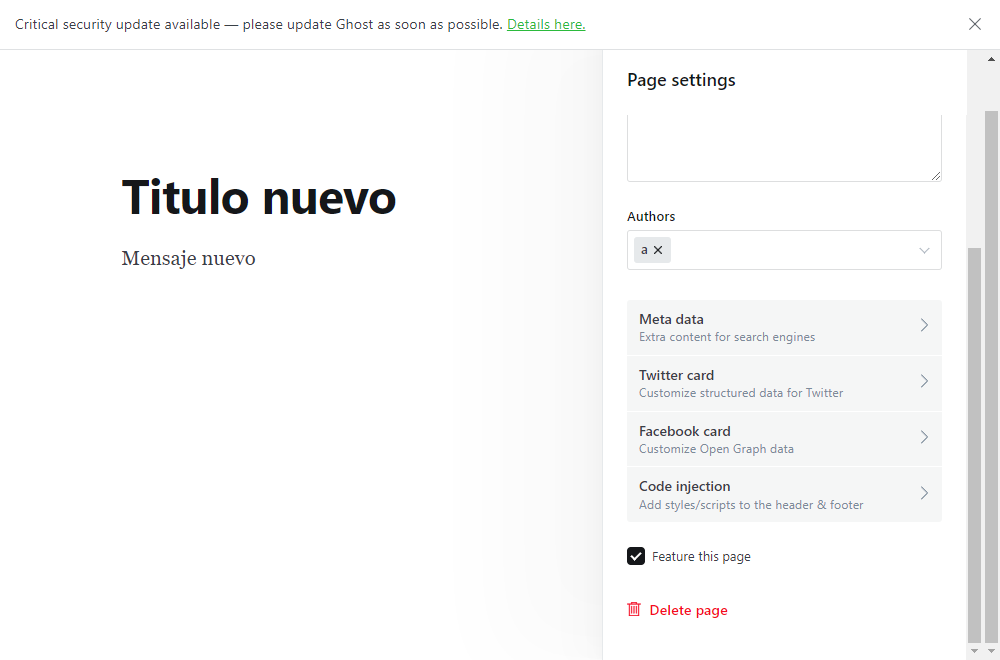 Critical security update available — please update Ghost as soon as possible. Details here.
Page settings
Titulo nuevo
Mensaje nuevo
Authors
a
Meta data
Extra content for search engines
Twitter card
Customize structured data for Twitter
Facebook card
Customize Open Graph data
Code injection
Add styles/scripts to the header & footer
Feature this page
Delete page